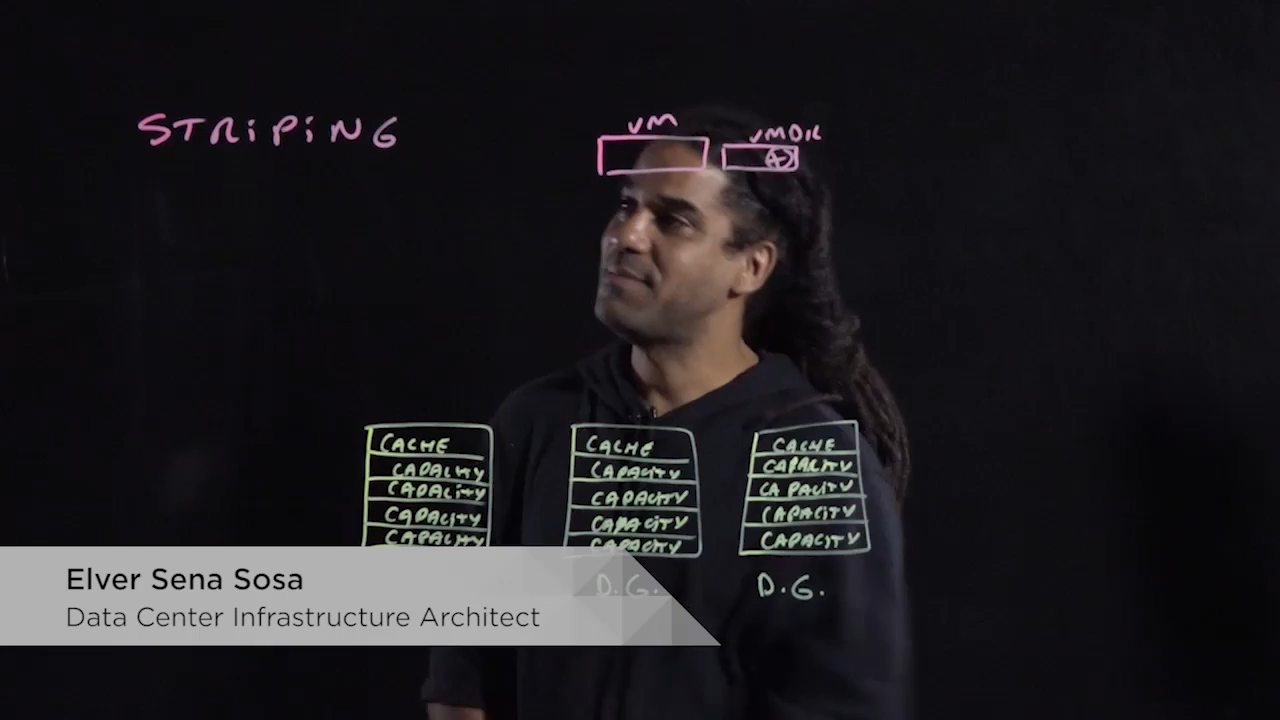 STRiPiNG
VM
VMDK
CACHE
CAPACITY
CAPACiTY
CAPACITY
CAPACITY
CACHE
CAPACITY
CAPACITY
CAPACITY
CAPACITY
D.G.
CACHE
CAPACITY
CAPACITY
CAPACITY
CAPACITY
D.G.
Elver Sena Sosa
Data Center Infrastructure Architect